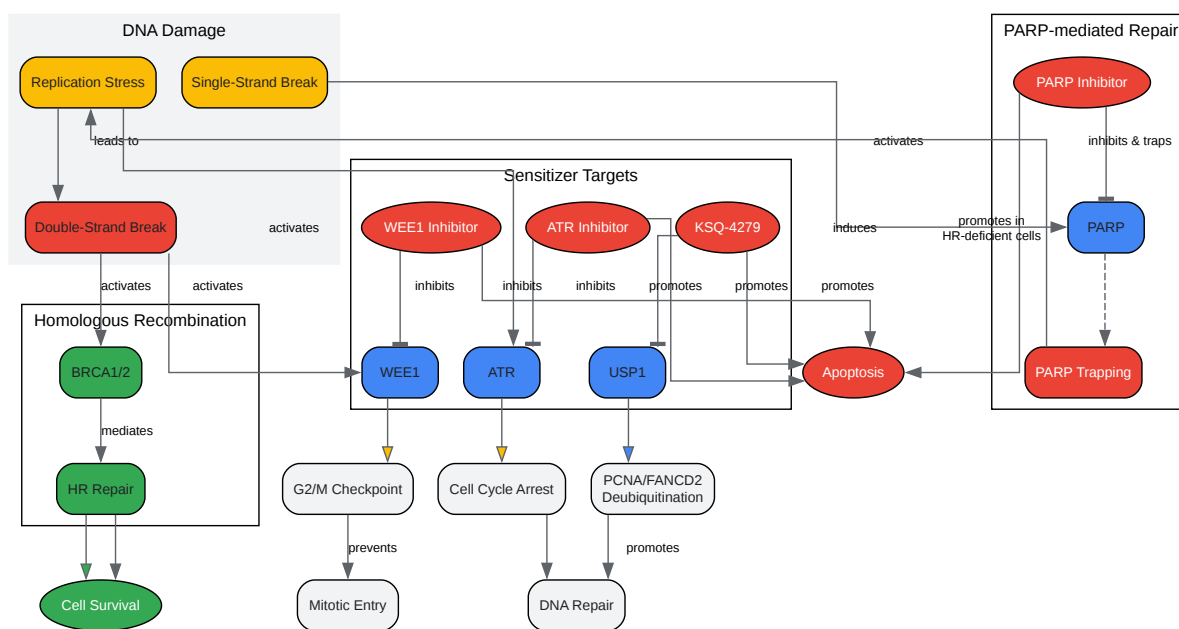 DNA Damage
PARP-mediated Repair
Replication Stress
Single-Strand Break
PARP Inhibitor
leads to
activates
inhibits & traps
Sensitizer Targets
Double-Strand Break
activates
WEE1 Inhibitor
ATR Inhibitor
KSQ-4279
induces
promotes in
HR-deficient cells
PARP
activates
activates
inhibits
inhibits
inhibits
promotes
promotes
promotes
Homologous Recombination
BRCA1/2
WEE1
ATR
USP1
Apoptosis
PARP Trapping
mediates
HR Repair
G2/M Checkpoint
Cell Cycle Arrest
PCNA/FANCD2
Deubiquitination
prevents
promotes
Cell Survival
Mitotic Entry
DNA Repair